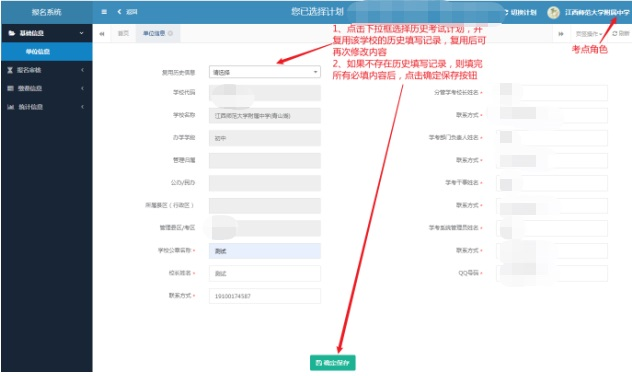 报名系统
返回
您已选择计划
切换计划
江西师范大学附属中学
基础信息
首页
单位信息
页签操作
刷新
单位信息
报名审核
缴费信息
统计信息
1、点击下拉框选择历史考试计划，并
复用该学校的历史填写记录，复用后可
再次修改内容
2、如果不存在历史填写记录，则填完
所有必填内容后，点击确定保存按钮
考点角色
复用历史信息
请选择
学校代码
分管学考校长姓名
学校名称
江西师范大学附属中学(青山湖)
联系方式
办学学段
初中
学考部门负责人姓名
管理归属
联系方式
公办/民办
学考干事姓名
所属县区（行政区）
联系方式
管理县区/考区
学考系统管理员姓名
学校公章名称
测试
联系方式
校长姓名
测试
QQ号码
联系方式
19100174587
确定保存